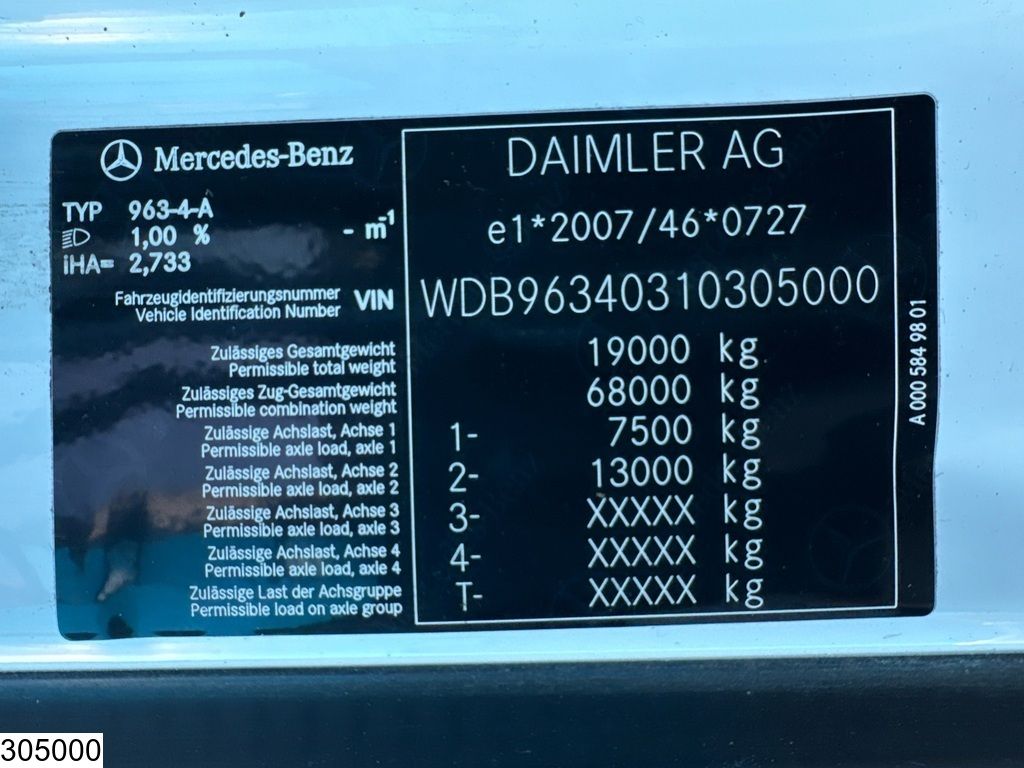 Mercedes-Benz
TYP 963-4-A
1,00 % - m-1
iHA= 2,733
DAIMLER AG
e1*2007/46*0727
Fahrzeugidentifizierungsnummer
Vehicle Identification Number
VIN WDB96340310305000
Zulässiges Gesamtgewicht
Permissible total weight
19000 kg
Zulässiges Zug-Gesamtgewicht
Permissible combination weight
68000 kg
Zulässige Achslast, Achse 1
Permissible axle load, axle 1
1- 7500 kg
Zulässige Achslast, Achse 2
Permissible axle load, axle 2
2- 13000 kg
Zulässige Achslast, Achse 3
Permissible axle load, axle 3
3- XXXXX kg
Zulässige Achslast, Achse 4
Permissible axle load, axle 4
4- XXXXX kg
Zulässige Last der Achsgruppe
Permissible load on axle group
T- XXXXX kg
A 000 584 98 01
305000